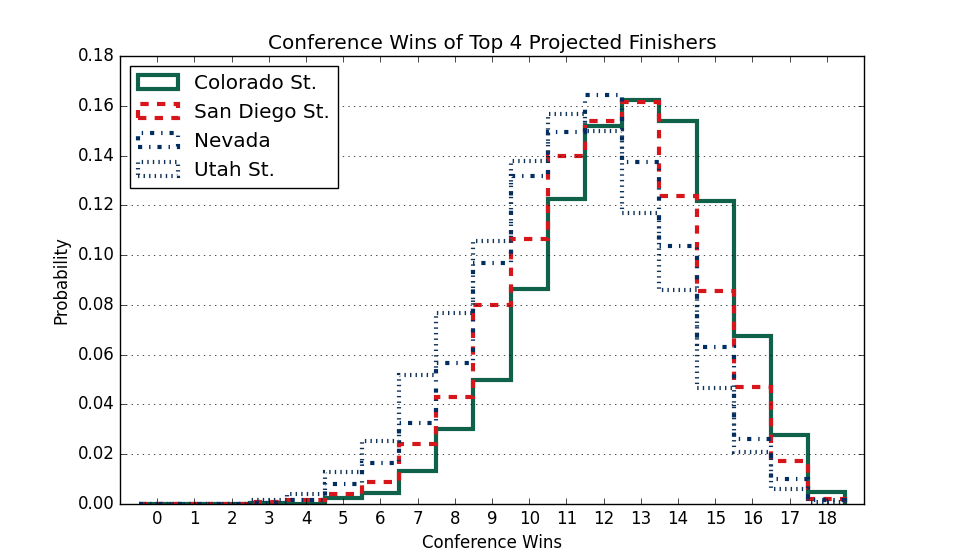 Conference Wins of Top 4 Projected Finishers
0.18
0.16
0.14
0.12
0.10
0.08
0.06
0.04
0.02
0.00
Probability
Colorado St.
San Diego St.
Nevada
Utah St.
0 1 2 3 4 5 6 7 8 9 10 11 12 13 14 15 16 17 18
Conference Wins